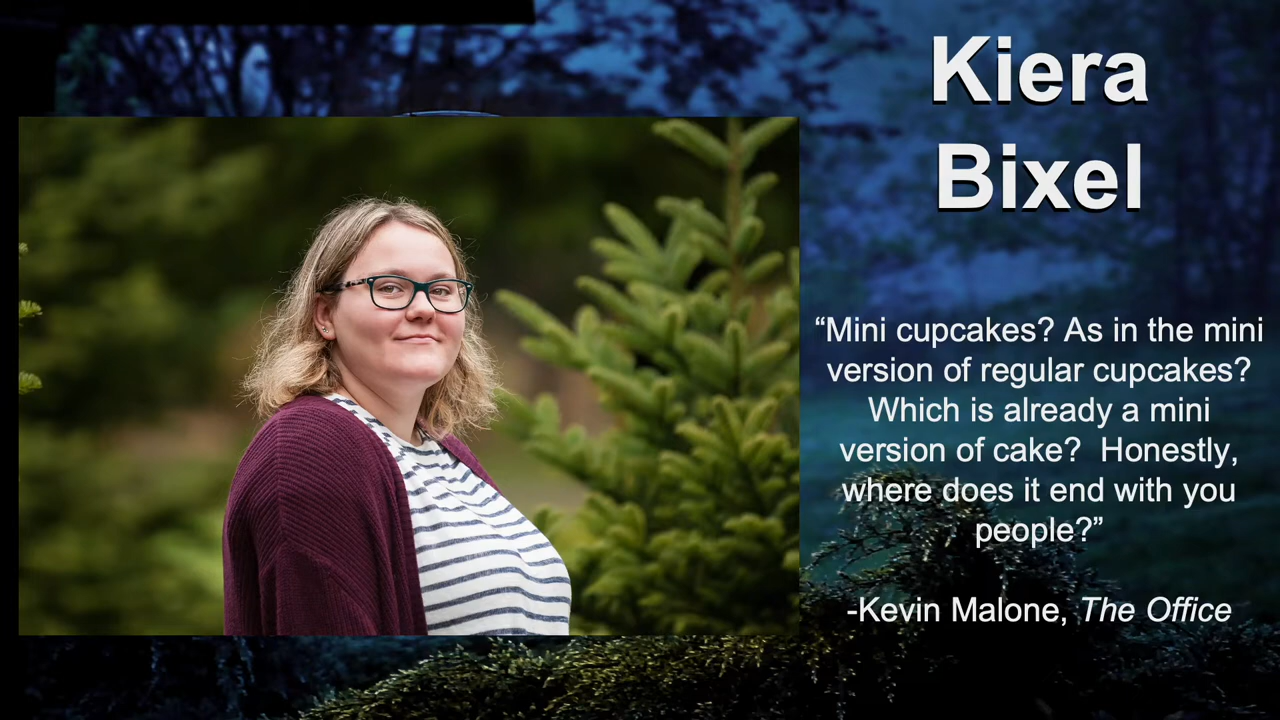 Kiera
Bixel
“Mini cupcakes? As in the mini
version of regular cupcakes?
Which is already a mini
version of cake?  Honestly,
where does it end with you
people?”
-Kevin Malone, The Office